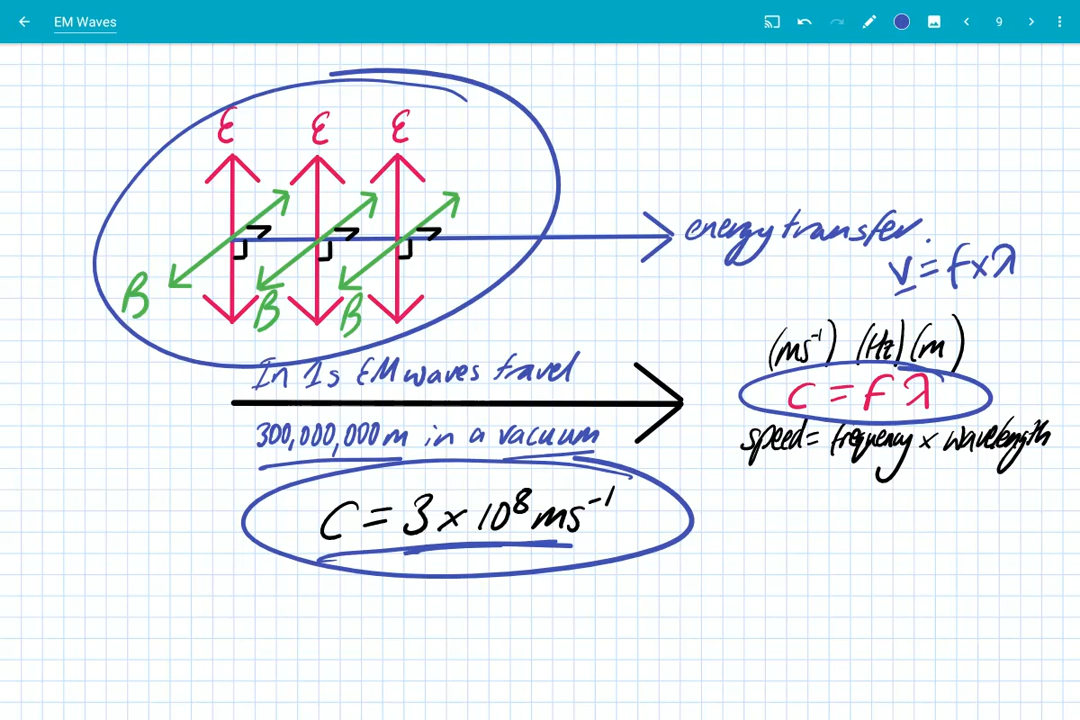 EM Waves
9
ε ε ε
B B B
energy transfer.
v = f x λ
(ms⁻¹) (Hz) (m)
In 1s EM waves travel
c = f λ
300,000,000m in a vacuum
speed = frequency x wavelength
C = 3 x 10⁸ ms⁻¹